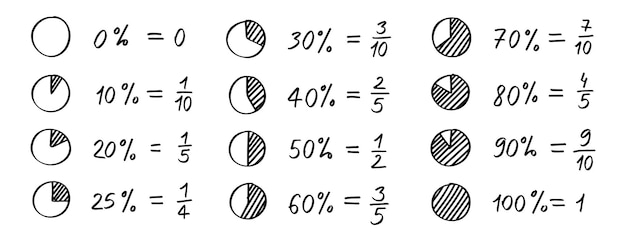 0% = 0
10% = 1/10
20% = 1/5
25% = 1/4
30% = 3/10
40% = 2/5
50% = 1/2
60% = 3/5
70% = 7/10
80% = 4/5
90% = 9/10
100% = 1